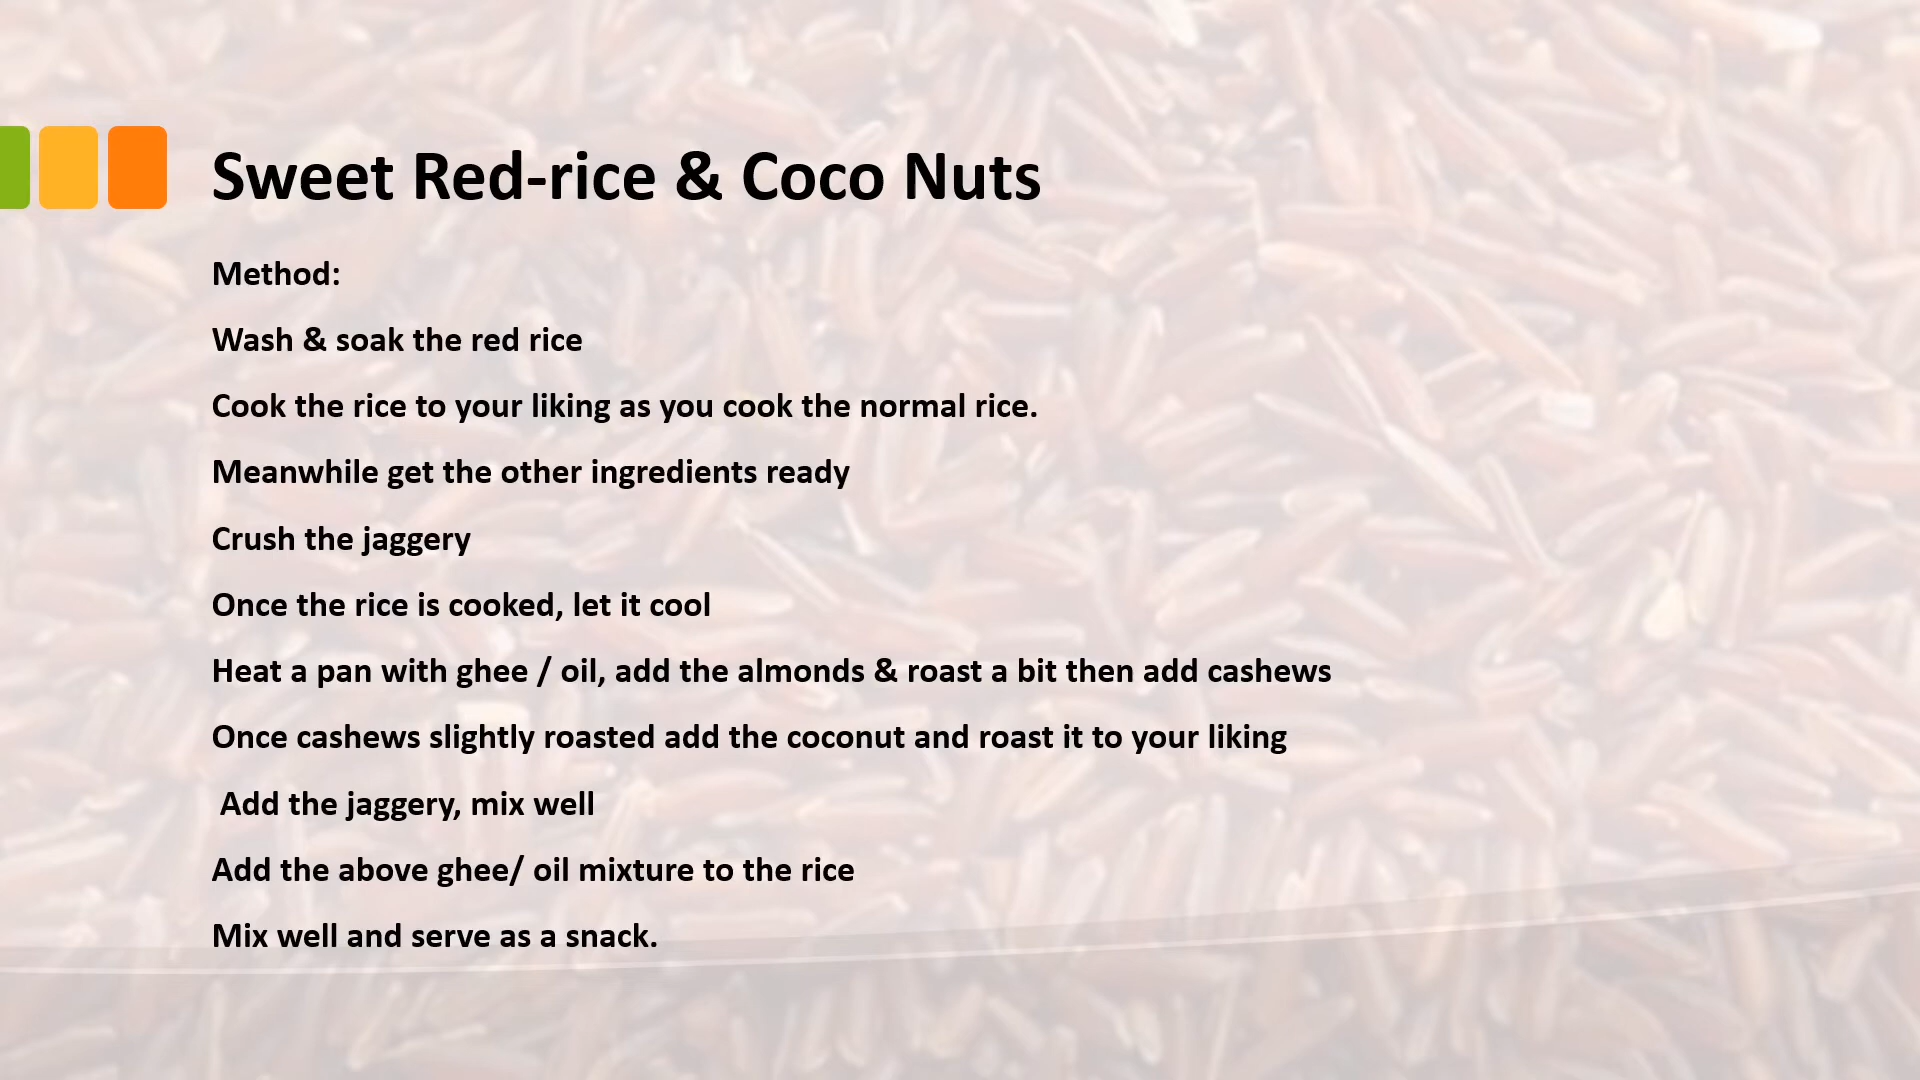 Sweet Red-rice & Coco Nuts
Method:
Wash & soak the red rice
Cook the rice to your liking as you cook the normal rice.
Meanwhile get the other ingredients ready
Crush the jaggery
Once the rice is cooked, let it cool
Heat a pan with ghee / oil, add the almonds & roast a bit then add cashews
Once cashews slightly roasted add the coconut and roast it to your liking
Add the jaggery, mix well
Add the above ghee/ oil mixture to the rice
Mix well and serve as a snack.